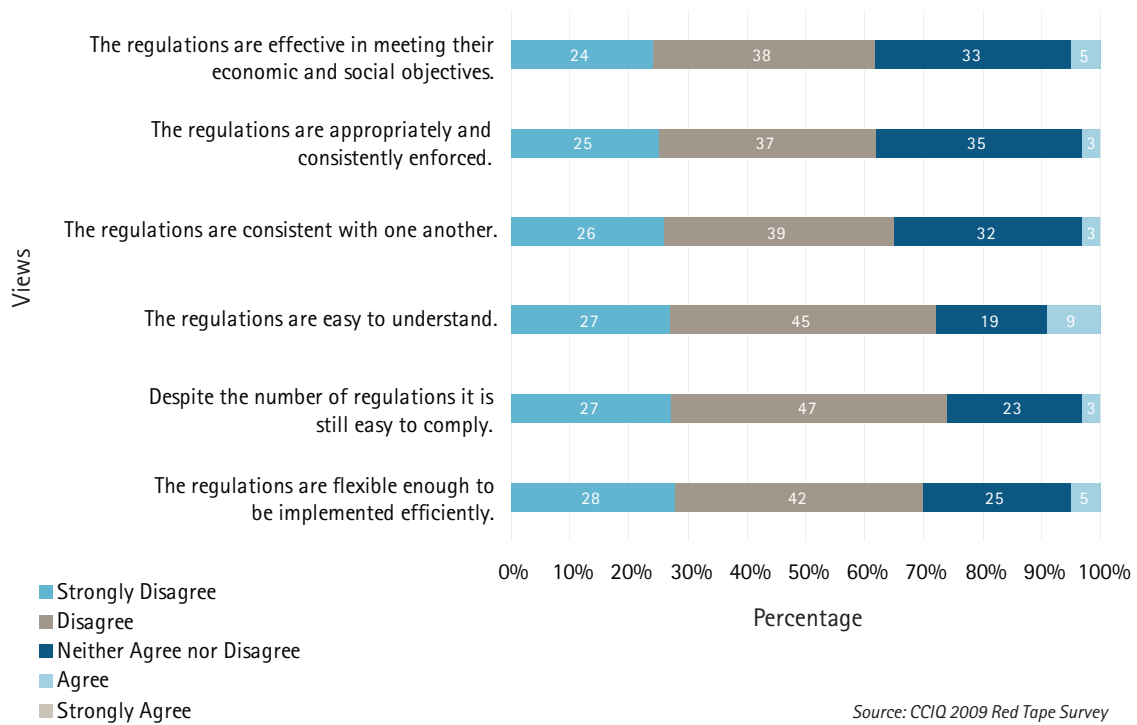 The regulations are effective in meeting their
economic and social objectives.
24 38 33 5
The regulations are appropriately and
consistently enforced.
25 37 35 3
The regulations are consistent with one another.
26 39 32 3
Views
The regulations are easy to understand.
27 45 19 9
Despite the number of regulations it is
still easy to comply.
27 47 23 3
The regulations are flexible enough to
be implemented efficiently.
28 42 25 5
0% 10% 20% 30% 40% 50% 60% 70% 80% 90% 100%
Percentage
Strongly Disagree
Disagree
Neither Agree nor Disagree
Agree
Strongly Agree
Source: CCIQ 2009 Red Tape Survey